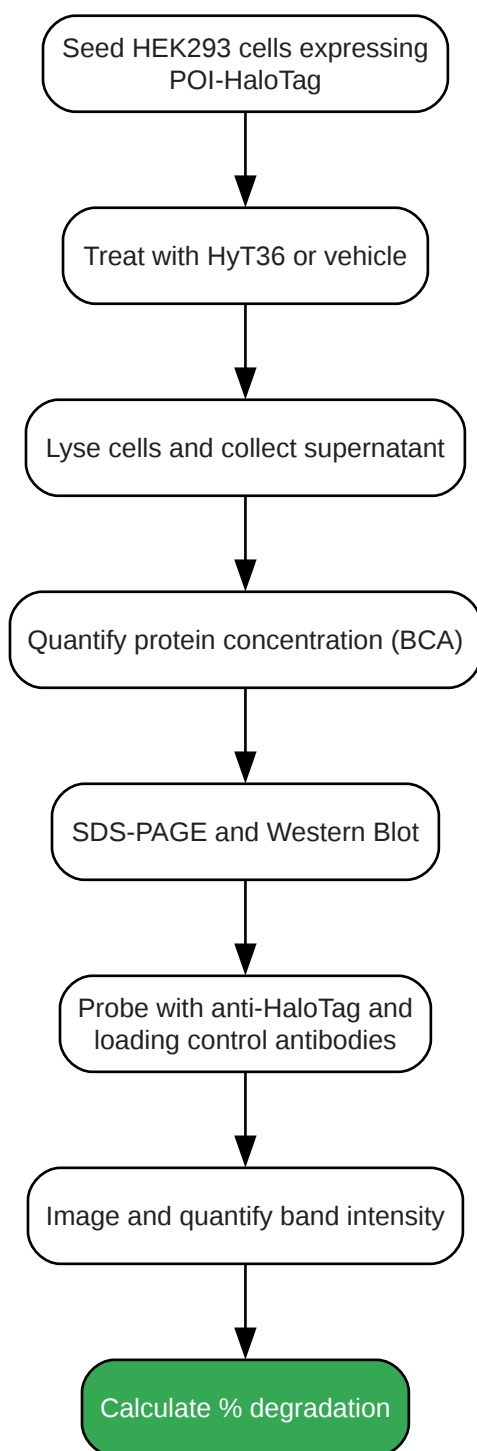 Seed HEK293 cells expressing
POI-HaloTag
Treat with HyT36 or vehicle
Lyse cells and collect supernatant
Quantify protein concentration (BCA)
SDS-PAGE and Western Blot
Probe with anti-HaloTag and
loading control antibodies
Image and quantify band intensity
Calculate % degradation